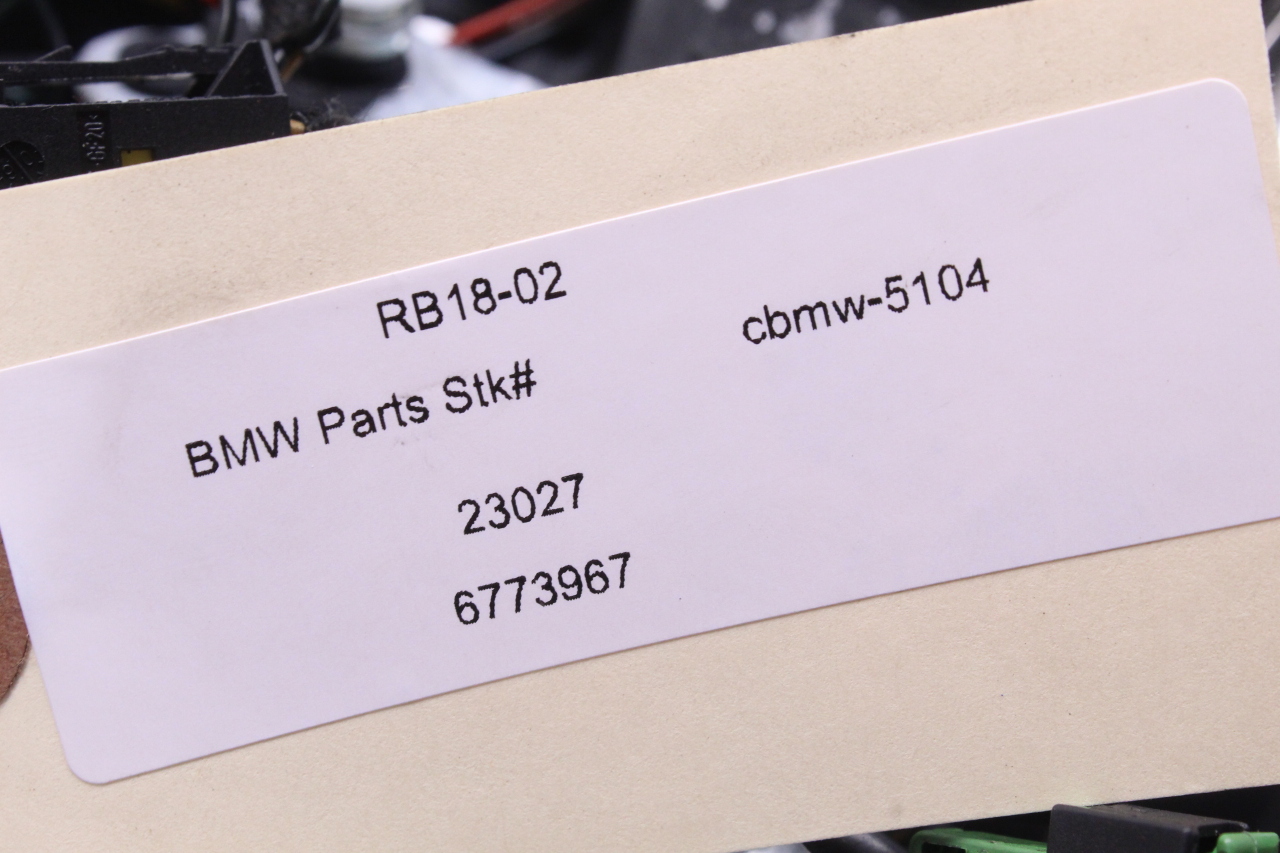 RB18-02
cbmw-5104
BMW Parts Stk#
23027
6773967